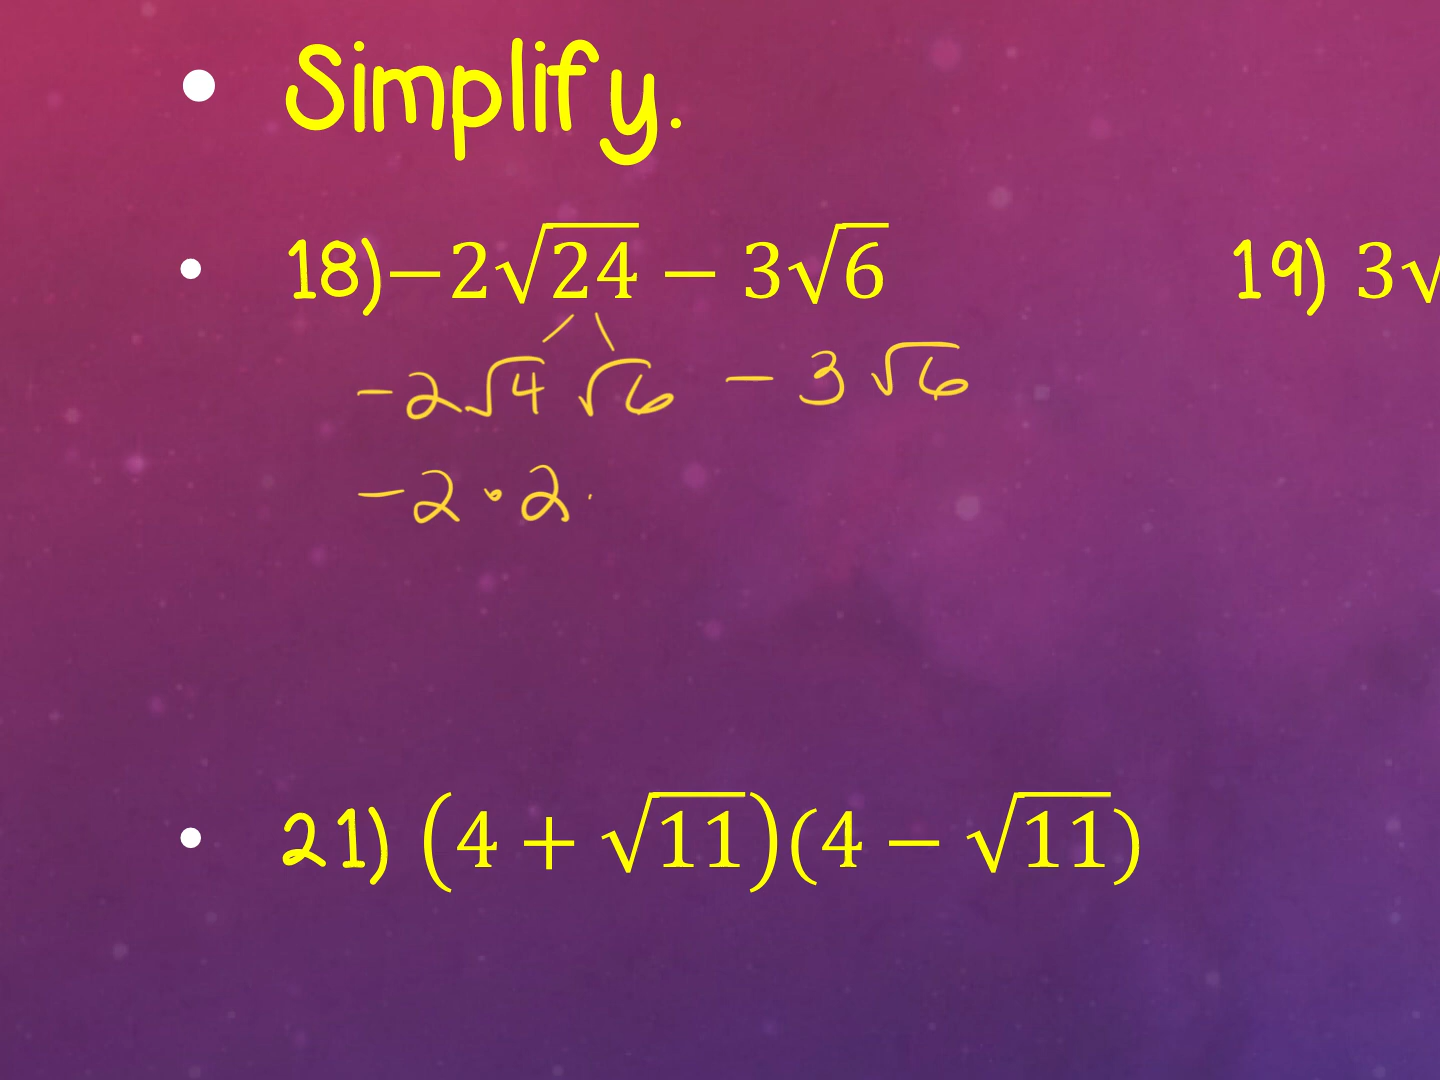 • Simplify.
• 18) −2√24 − 3√6 19) 3√
−2√4 √6 − 3√6
−2 · 2 ·
• 21) (4 + √11)(4 − √11)